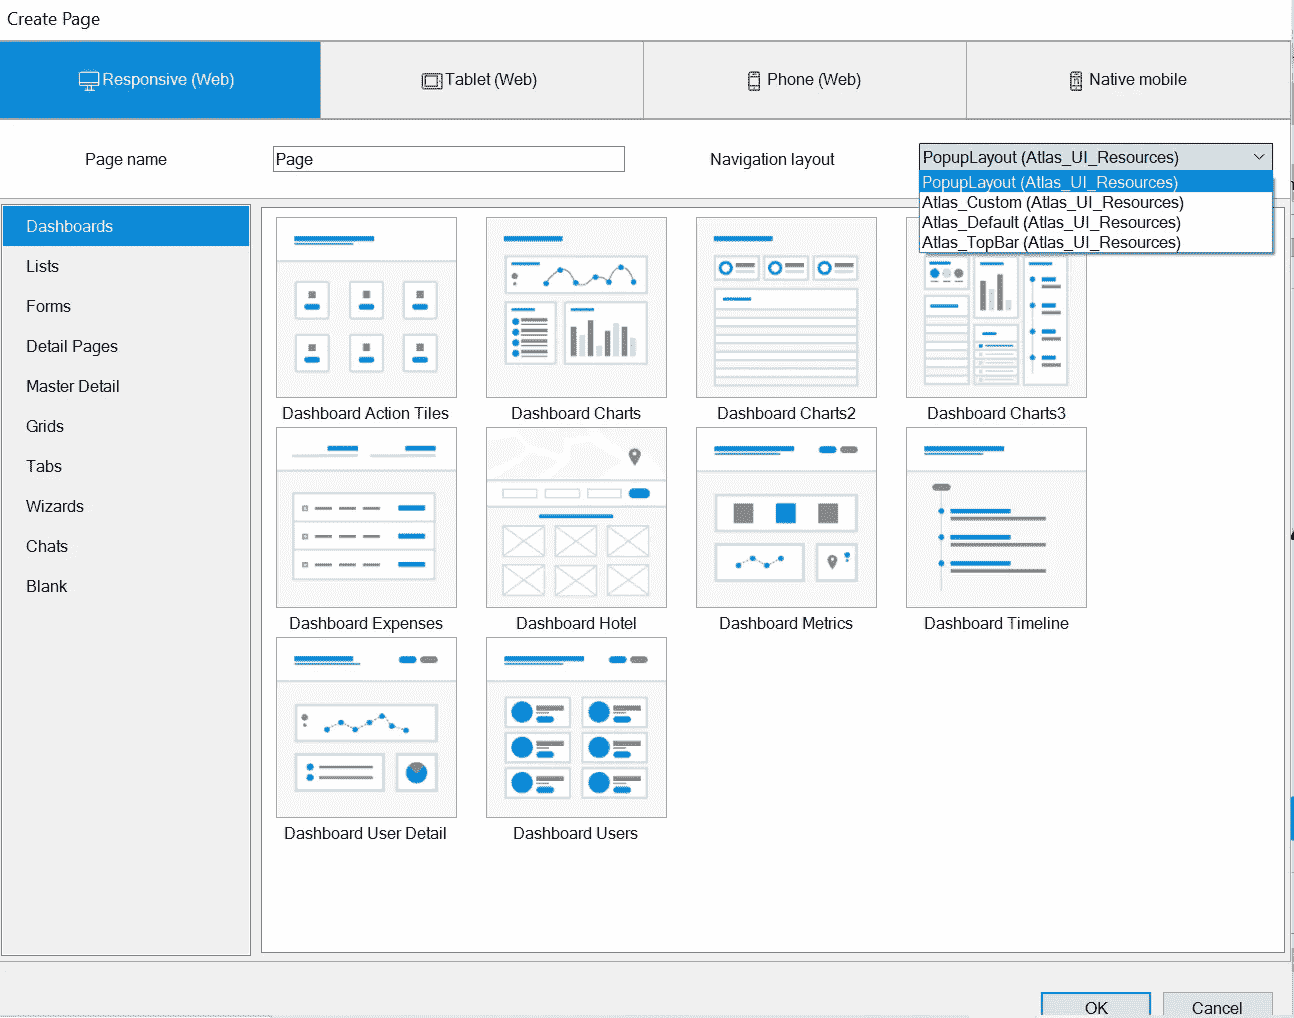 Create Page
Responsive (Web)
Tablet (Web)
Phone (Web)
Native mobile
Page name
Page
Navigation layout
PopupLayout (Atlas_UI_Resources)
PopupLayout (Atlas_UI_Resources)
Atlas_Custom (Atlas_UI_Resources)
Atlas_Default (Atlas_UI_Resources)
Atlas_TopBar (Atlas_UI_Resources)
Dashboards
Lists
Forms
Detail Pages
Master Detail
Grids
Tabs
Wizards
Chats
Blank
Dashboard Action Tiles
Dashboard Charts
Dashboard Charts2
Dashboard Charts3
Dashboard Expenses
Dashboard Hotel
Dashboard Metrics
Dashboard Timeline
Dashboard User Detail
Dashboard Users
OK
Cancel